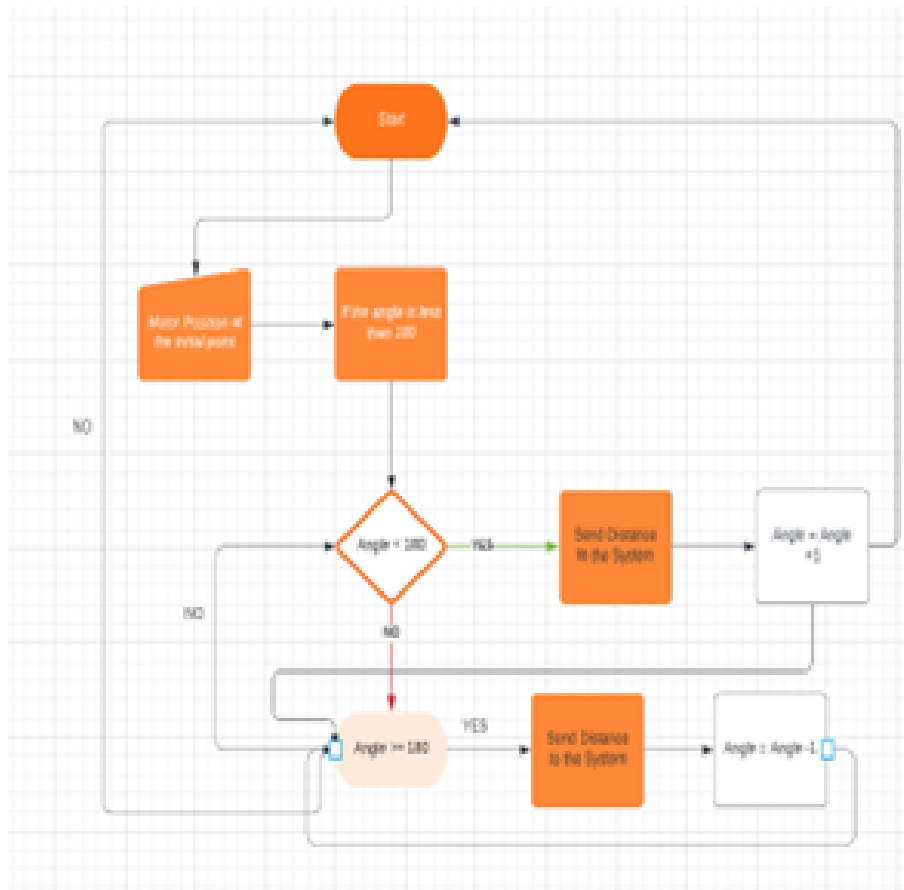 Start
Motor Position at
the initial point
If the angle is less
than 180
NO
Angle < 180
YES
Send Distance
to the System
Angle = Angle
+1
NO
NO
Angle >= 180
YES
Send Distance
to the System
Angle = Angle -1